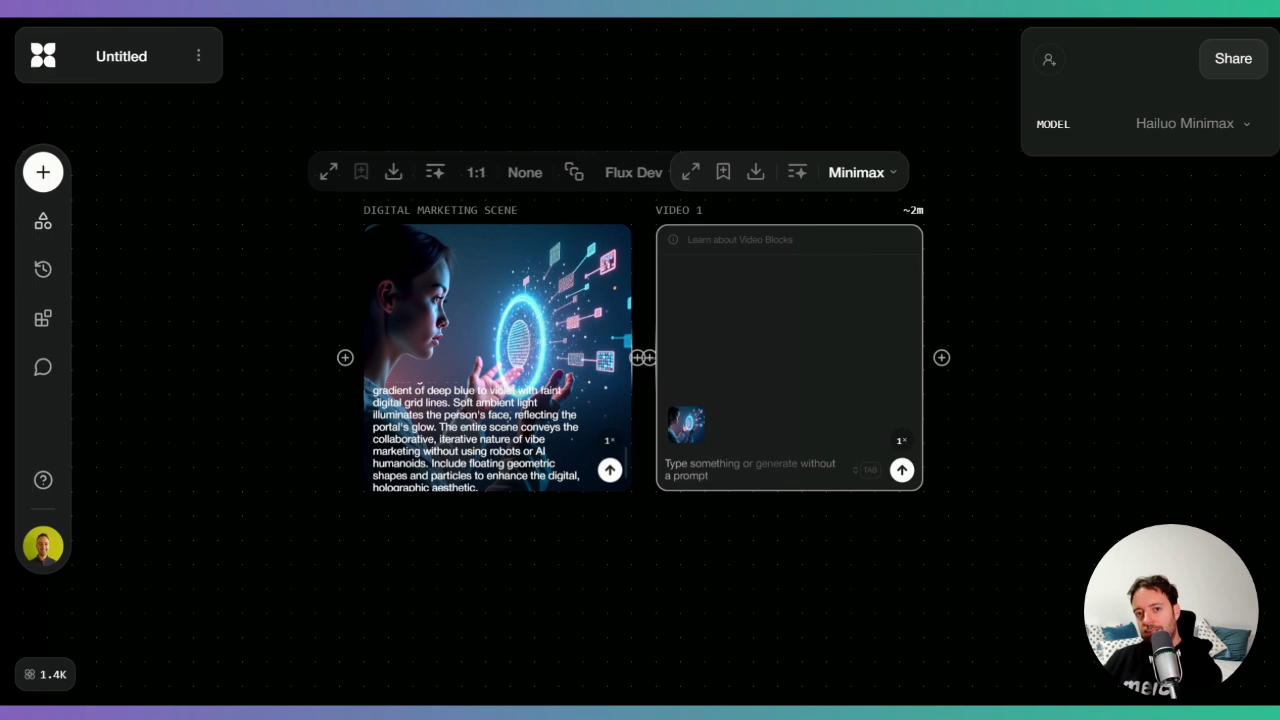 Untitled
Share
MODEL Hailuo Minimax
1:1 None Flux Dev
Minimax
DIGITAL MARKETING SCENE
VIDEO 1 ~2m
Learn about Video Blocks
gradient of deep blue to violet with faint
digital grid lines. Soft ambient light
illuminates the person's face, reflecting the
portal's glow. The entire scene conveys the
collaborative, iterative nature of vibe
marketing without using robots or AI
humanoids. Include floating geometric
shapes and particles to enhance the digital,
holographic aesthetic.
1×
1×
Type something or generate without
a prompt
TAB
1.4K